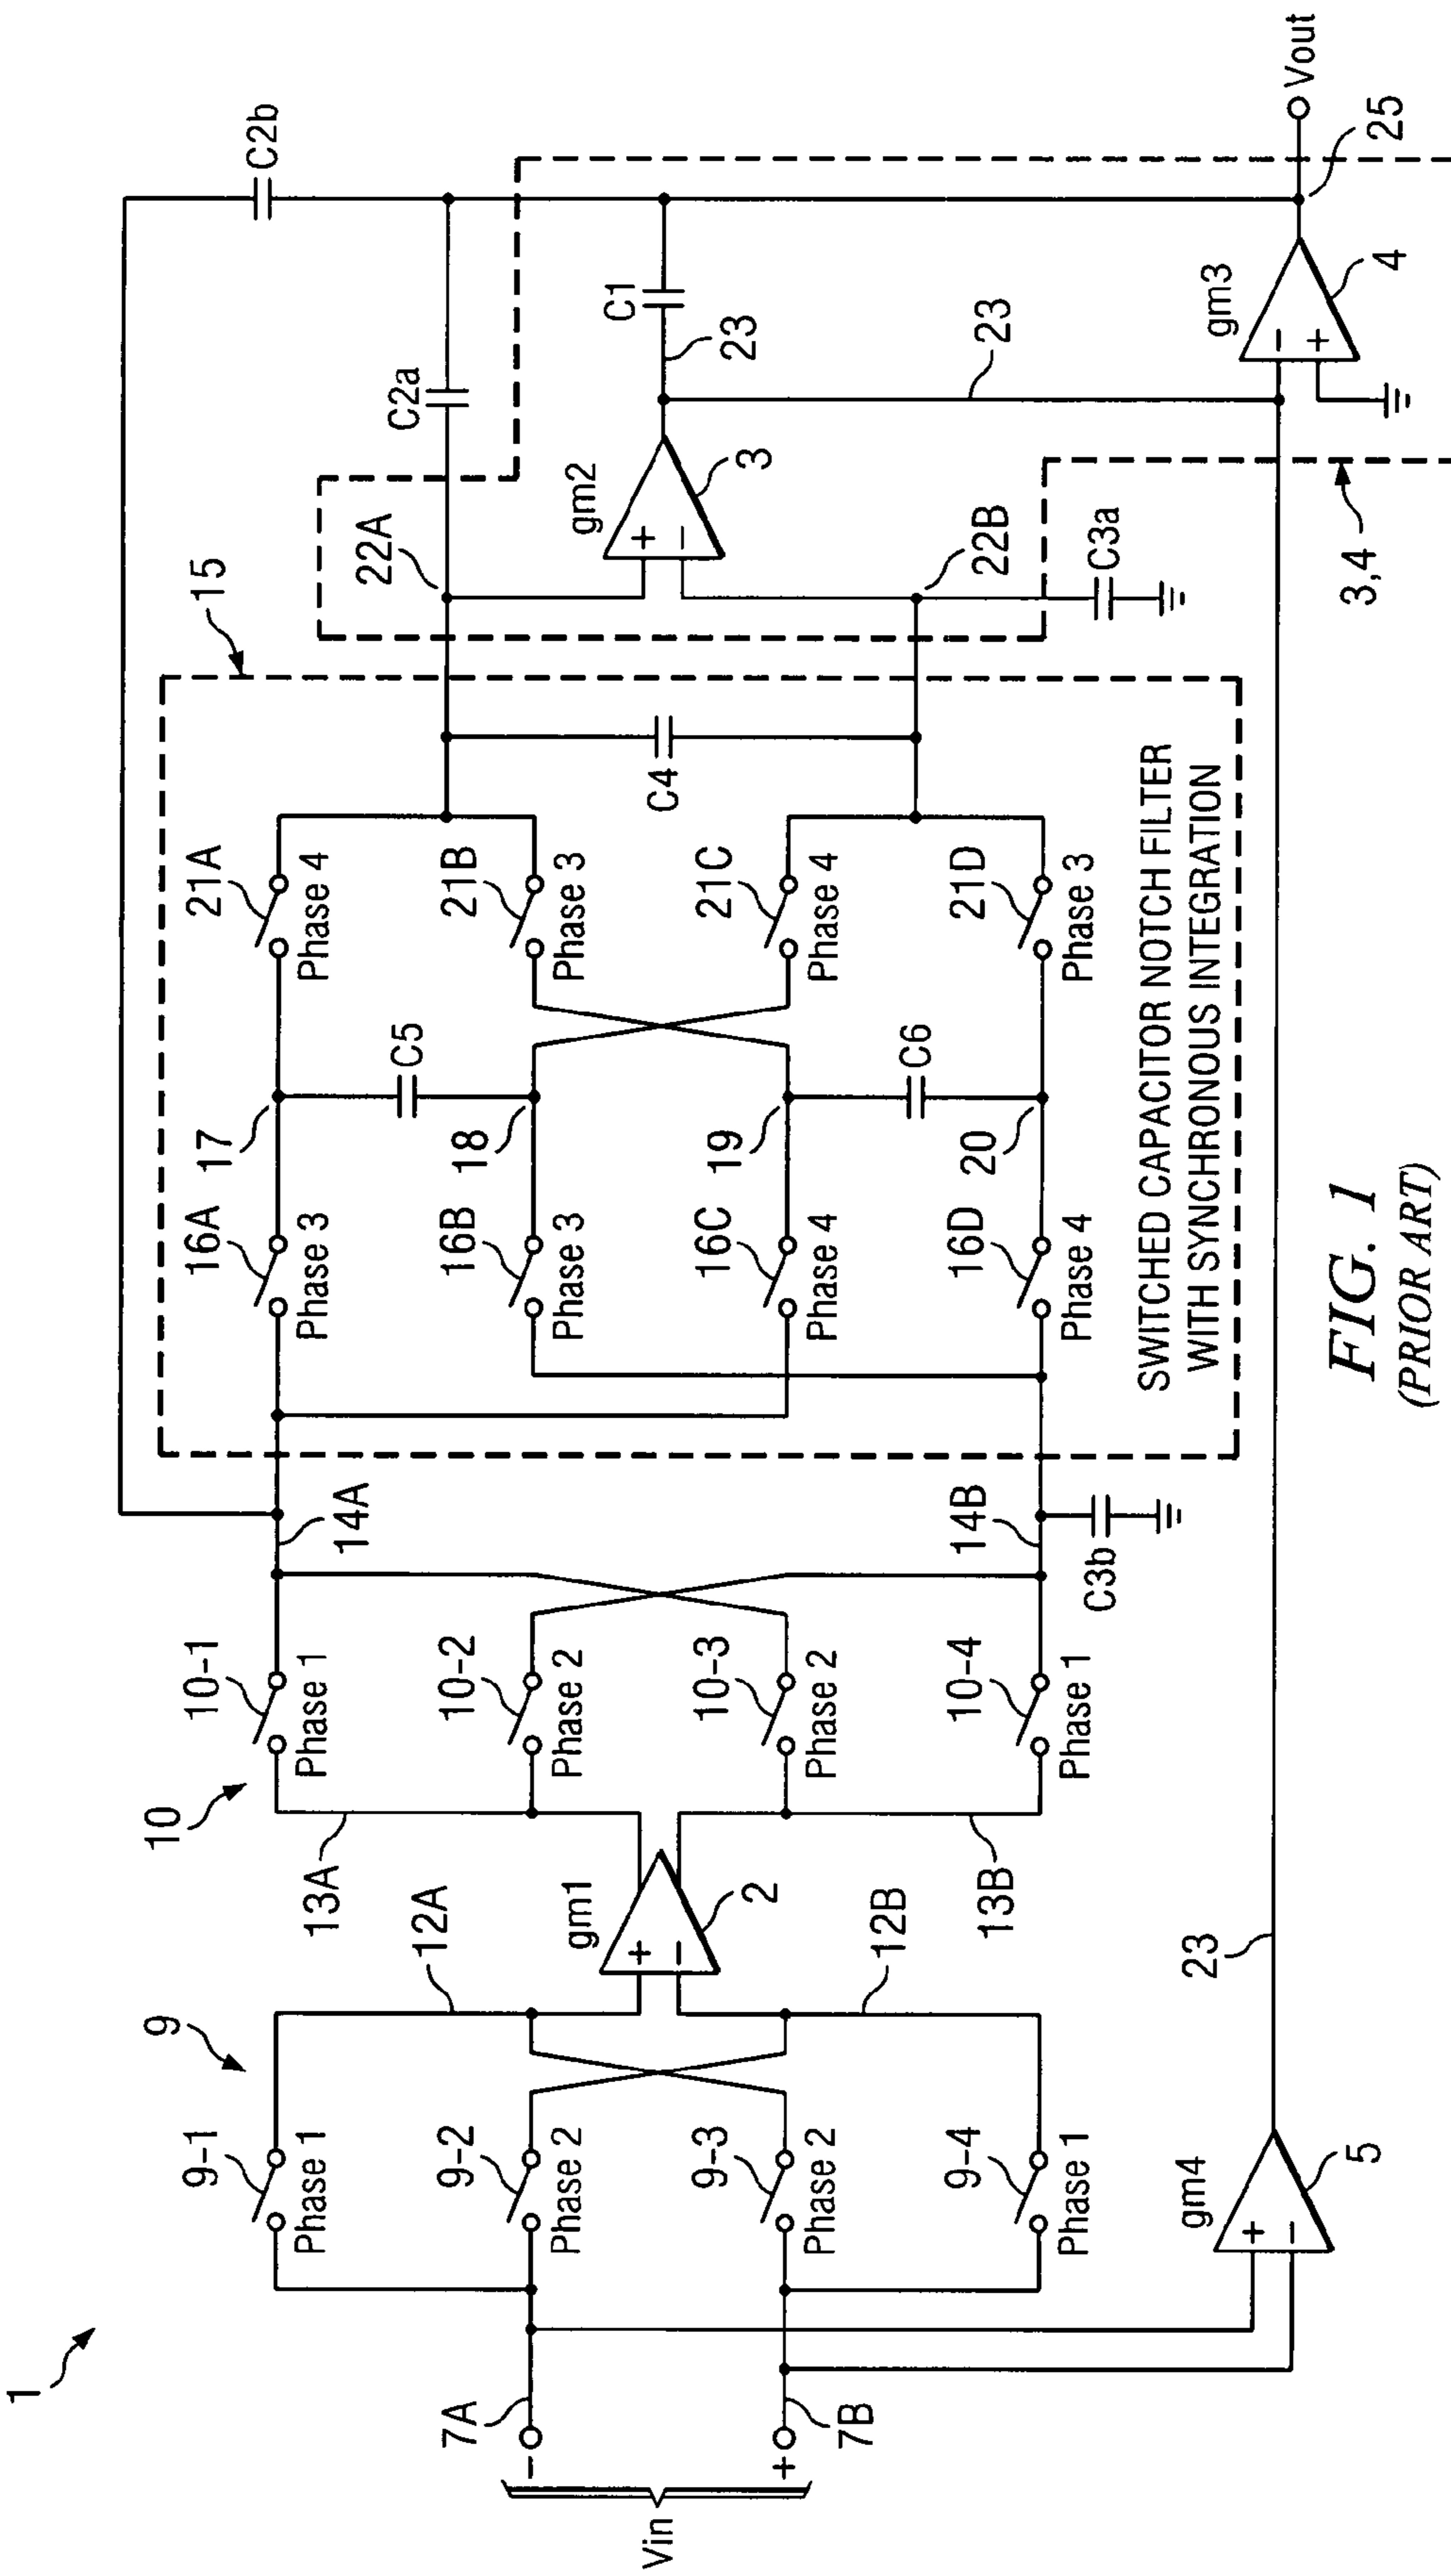 1
Vin
−
+
7A
7B
9
9-1
Phase 1
9-2
Phase 2
9-3
Phase 2
9-4
Phase 1
12A
12B
gm1
+
−
2
13A
13B
10
10-1
Phase 1
10-2
Phase 2
10-3
Phase 2
10-4
Phase 1
14A
14B
C3b
15
16A
Phase 3
16B
Phase 3
16C
Phase 4
16D
Phase 4
17
C5
18
19
C6
20
21A
Phase 4
21B
Phase 3
21C
Phase 4
21D
Phase 3
C4
SWITCHED CAPACITOR NOTCH FILTER
WITH SYNCHRONOUS INTEGRATION
22A
22B
gm2
+
−
3
C3a
C2a
C2b
C1
23
23
3,4
gm4
+
−
5
23
gm3
−
+
4
25
Vout
FIG. 1
(PRIOR ART)